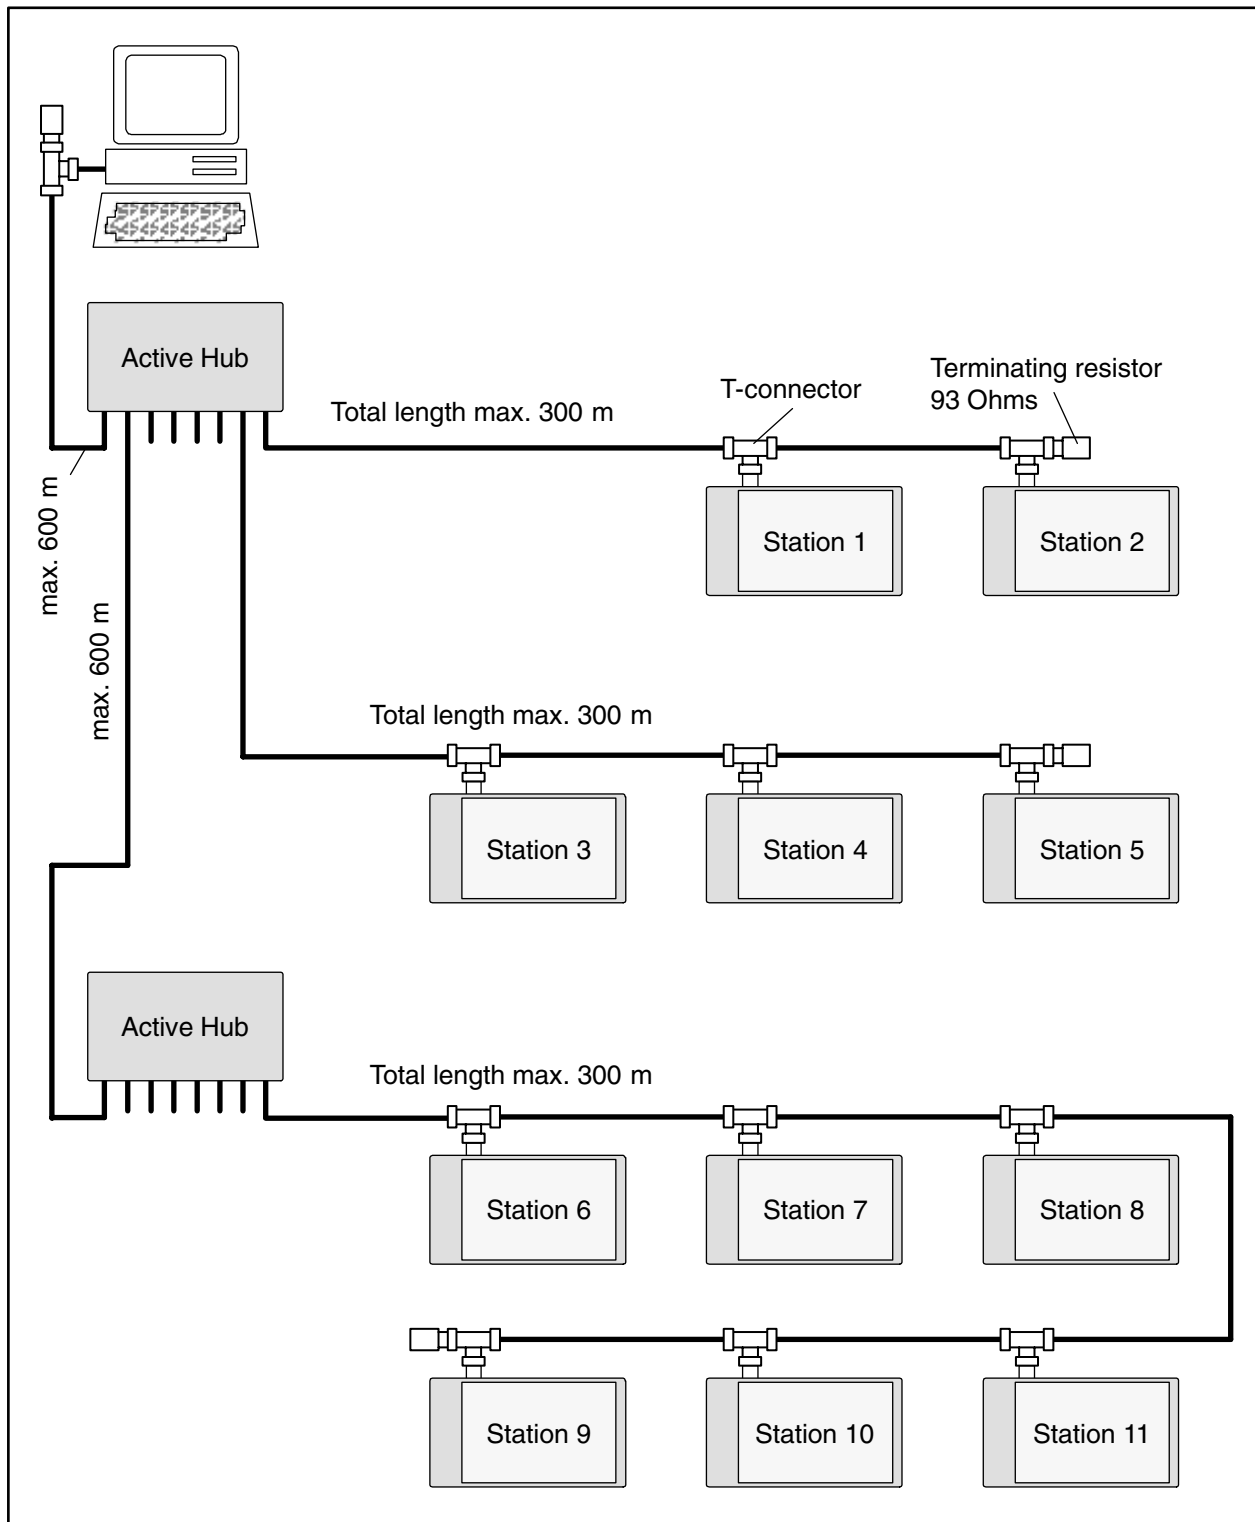 Active Hub
T-connector
Terminating resistor
93 Ohms
Total length max. 300 m
max. 600 m
Station 1
Station 2
max. 600 m
Total length max. 300 m
Station 3
Station 4
Station 5
Active Hub
Total length max. 300 m
Station 6
Station 7
Station 8
Station 9
Station 10
Station 11